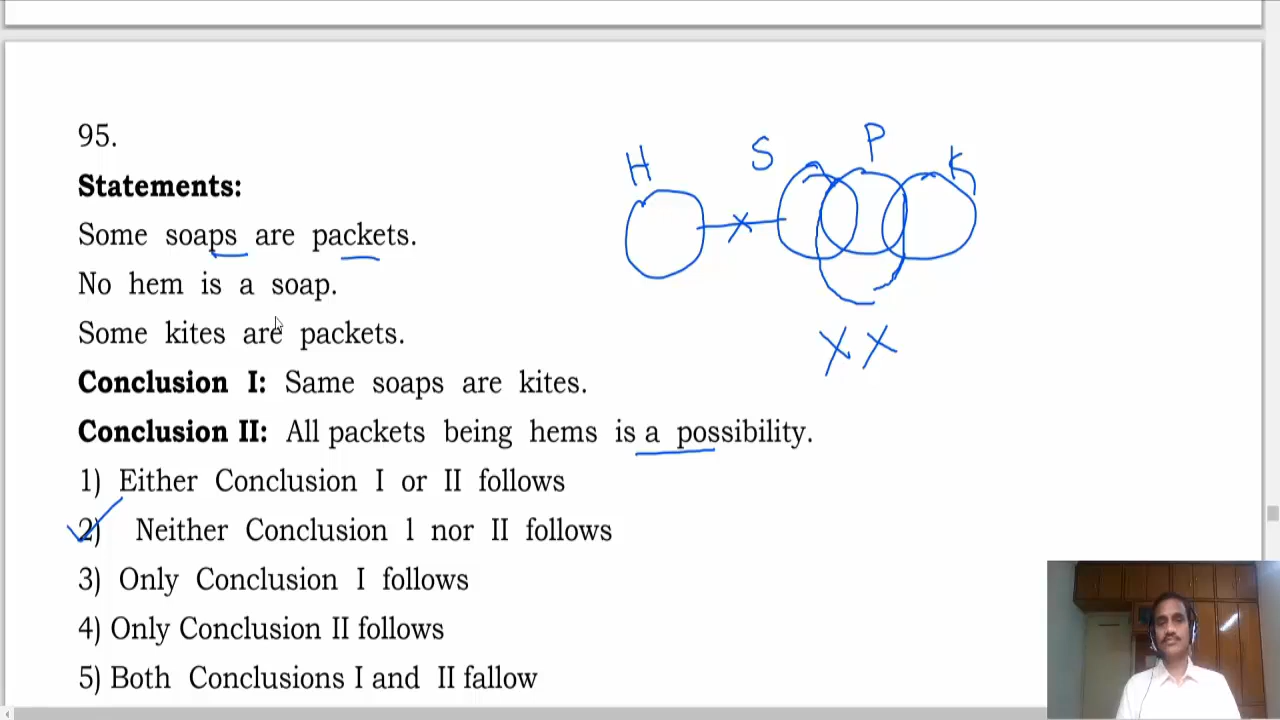 95.
H S P K
Statements:
Some soaps are packets.
No hem is a soap.
Some kites are packets.
X X
Conclusion I: Same soaps are kites.
Conclusion II: All packets being hems is a possibility.
1) Either Conclusion I or II follows
2) Neither Conclusion 1 nor II follows
3) Only Conclusion I follows
4) Only Conclusion II follows
5) Both Conclusions I and II fallow